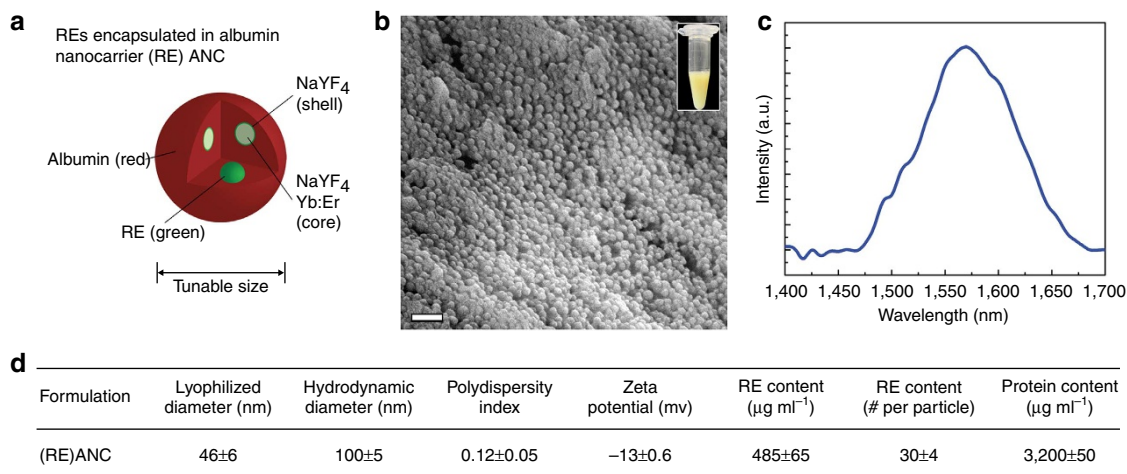 a
REs encapsulated in albumin
nanocarrier (RE) ANC
NaYF4
(shell)
Albumin (red)
NaYF4
Yb:Er
(core)
RE (green)
Tunable size
b
c
Intensity (a.u.)
1,400 1,450 1,500 1,550 1,600 1,650 1,700
Wavelength (nm)
d
Formulation Lyophilized diameter (nm) Hydrodynamic diameter (nm) Polydispersity index Zeta potential (mv) RE content (μg ml−1) RE content (# per particle) Protein content (μg ml−1)
(RE)ANC 46±6 100±5 0.12±0.05 −13±0.6 485±65 30±4 3,200±50